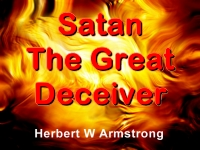 Satan
The Great
Deceiver
Herbert W Armstrong